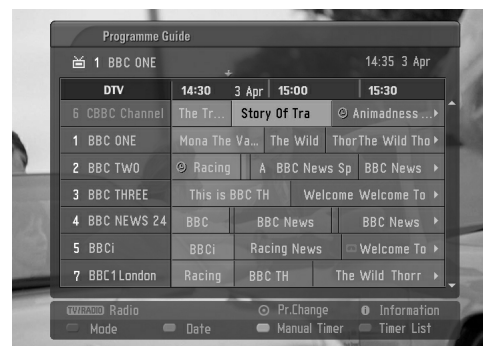 Programme Guide
1 BBC ONE 14:35 3 Apr
DTV 14:30 3 Apr 15:00 15:30
6 CBBC Channel The Tr... Story Of Tra Animadness ...
1 BBC ONE Mona The Va... The Wild Thor The Wild Tho
2 BBC TWO Racing A BBC News Sp BBC News
3 BBC THREE This is BBC TH Welcome Welcome To
4 BBC NEWS 24 BBC BBC News BBC News
5 BBCi BBCi Racing News Welcome To
7 BBC1 London Racing BBC TH The Wild Thorr
TV/RADIO Radio Pr.Change Information
Mode Date Manual Timer Timer List